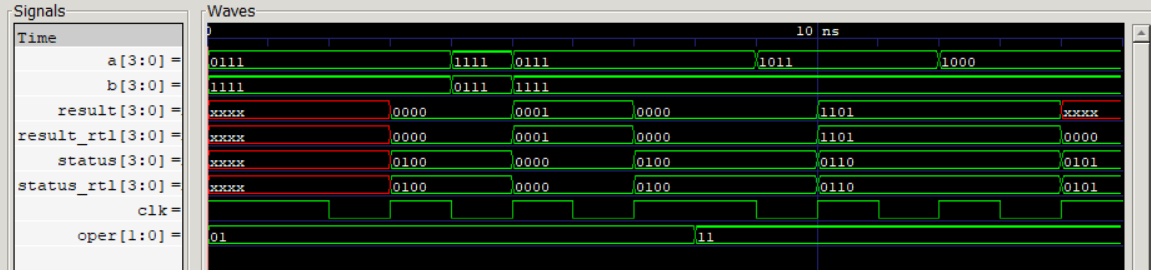 Signals Waves
Time 0 10 ns
a[3:0] = 0111 1111 0111 1011 1000
b[3:0] = 1111 0111 1111
result[3:0] = xxxx 0000 0001 0000 1101 xxxx
result_rtl[3:0] = xxxx 0000 0001 0000 1101 0000
status[3:0] = xxxx 0100 0000 0100 0110 0101
status_rtl[3:0] = xxxx 0100 0000 0100 0110 0101
clk =
oper[1:0] = 01 11